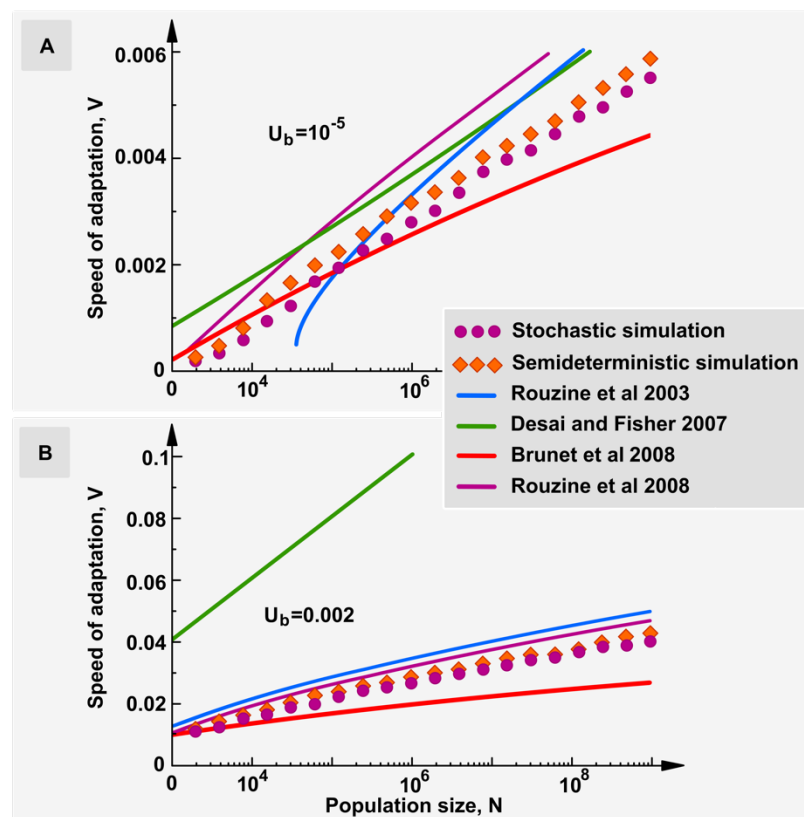 A
Speed of adaptation, V
0.006
0.004
0.002
0
U_b=10^-5
0
10^4
10^6
Stochastic simulation
Semideterministic simulation
Rouzine et al 2003
Desai and Fisher 2007
Brunet et al 2008
Rouzine et al 2008
B
Speed of adaptation, V
0.1
0.08
0.06
0.04
0.02
0
U_b=0.002
0
10^4
10^6
10^8
Population size, N